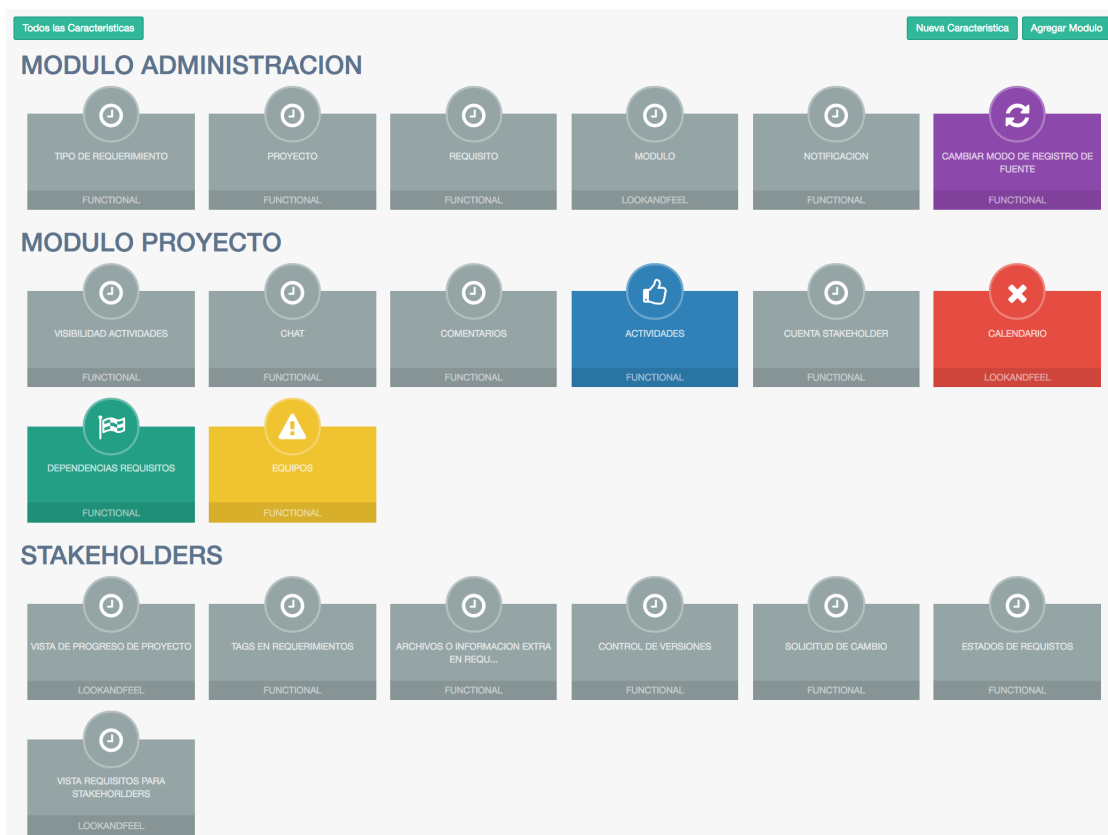 Todos las Caracteristicas
Nueva Caracteristica
Agregar Modulo
MODULO ADMINISTRACION
TIPO DE REQUERIMIENTO
FUNCTIONAL
PROYECTO
FUNCTIONAL
REQUISITO
FUNCTIONAL
MODULO
LOOKANDFEEL
NOTIFICACION
FUNCTIONAL
CAMBIAR MODO DE REGISTRO DE
FUENTE
FUNCTIONAL
MODULO PROYECTO
VISIBILIDAD ACTIVIDADES
FUNCTIONAL
CHAT
FUNCTIONAL
COMENTARIOS
FUNCTIONAL
ACTIVIDADES
FUNCTIONAL
CUENTA STAKEHOLDER
FUNCTIONAL
CALENDARIO
LOOKANDFEEL
DEPENDENCIAS REQUISITOS
FUNCTIONAL
EQUIPOS
FUNCTIONAL
STAKEHOLDERS
VISTA DE PROGRESO DE PROYECTO
LOOKANDFEEL
TAGS EN REQUERIMIENTOS
FUNCTIONAL
ARCHIVOS O INFORMACION EXTRA
EN REQU...
FUNCTIONAL
CONTROL DE VERSIONES
FUNCTIONAL
SOLICITUD DE CAMBIO
FUNCTIONAL
ESTADOS DE REQUISTOS
FUNCTIONAL
VISTA REQUISITOS PARA
STAKEHORLDERS
LOOKANDFEEL